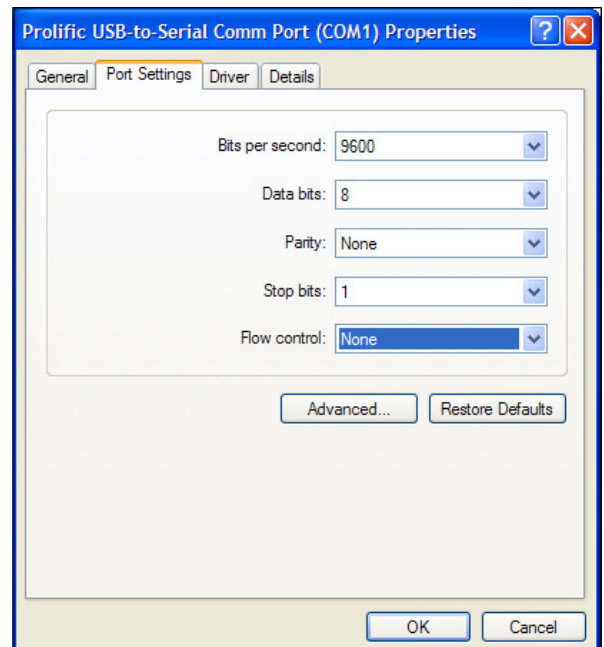 Prolific USB-to-Serial Comm Port (COM1) Properties
General Port Settings Driver Details
Bits per second: 9600
Data bits: 8
Parity: None
Stop bits: 1
Flow control: None
Advanced... Restore Defaults
OK Cancel